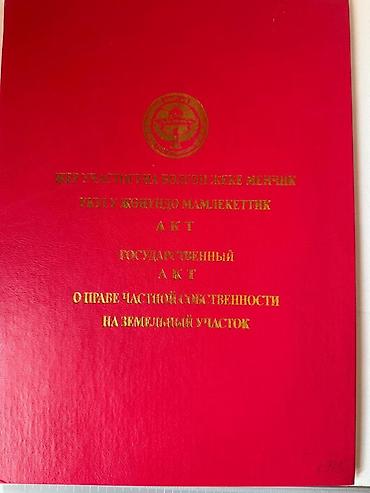 ЖЕР УЧАСТОГУНА БОЛГОН ЖЕКЕ МЕНЧИК
УКУГУ ЖӨНҮНДӨ МАМЛЕКЕТТИК
А К Т
ГОСУДАРСТВЕННЫЙ
А К Т
О ПРАВЕ ЧАСТНОЙ СОБСТВЕННОСТИ
НА ЗЕМЕЛЬНЫЙ УЧАСТОК